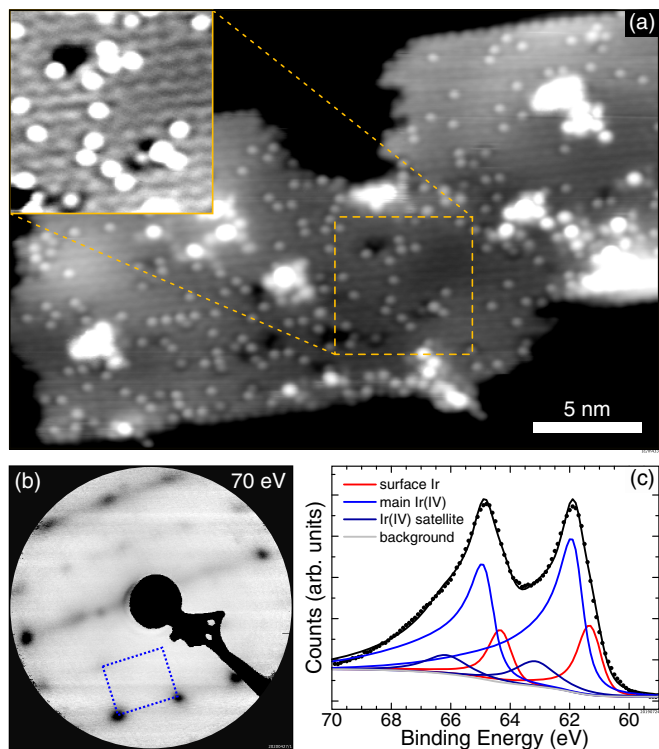 (a)
5 nm
(b)
70 eV
(c)
surface Ir
main Ir(IV)
Ir(IV) satellite
background
Counts (arb. units)
70 68 66 64 62 60
Binding Energy (eV)